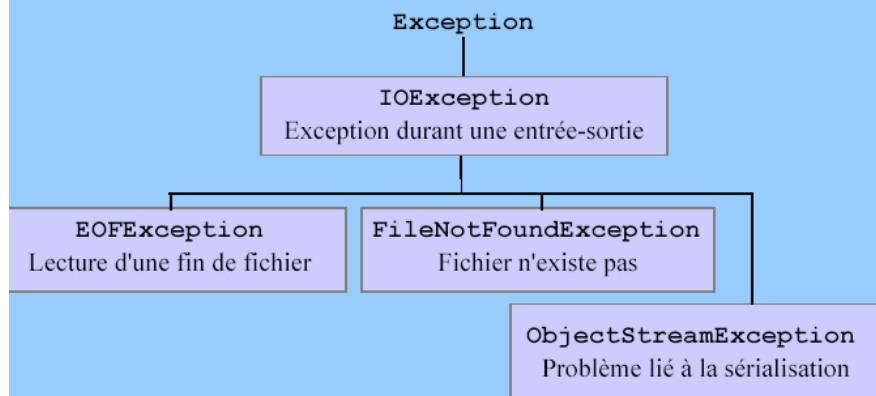 Exception
IOException
Exception durant une entrée-sortie
EOFException
Lecture d'une fin de fichier
FileNotFoundException
Fichier n'existe pas
ObjectStreamException
Problème lié à la sérialisation